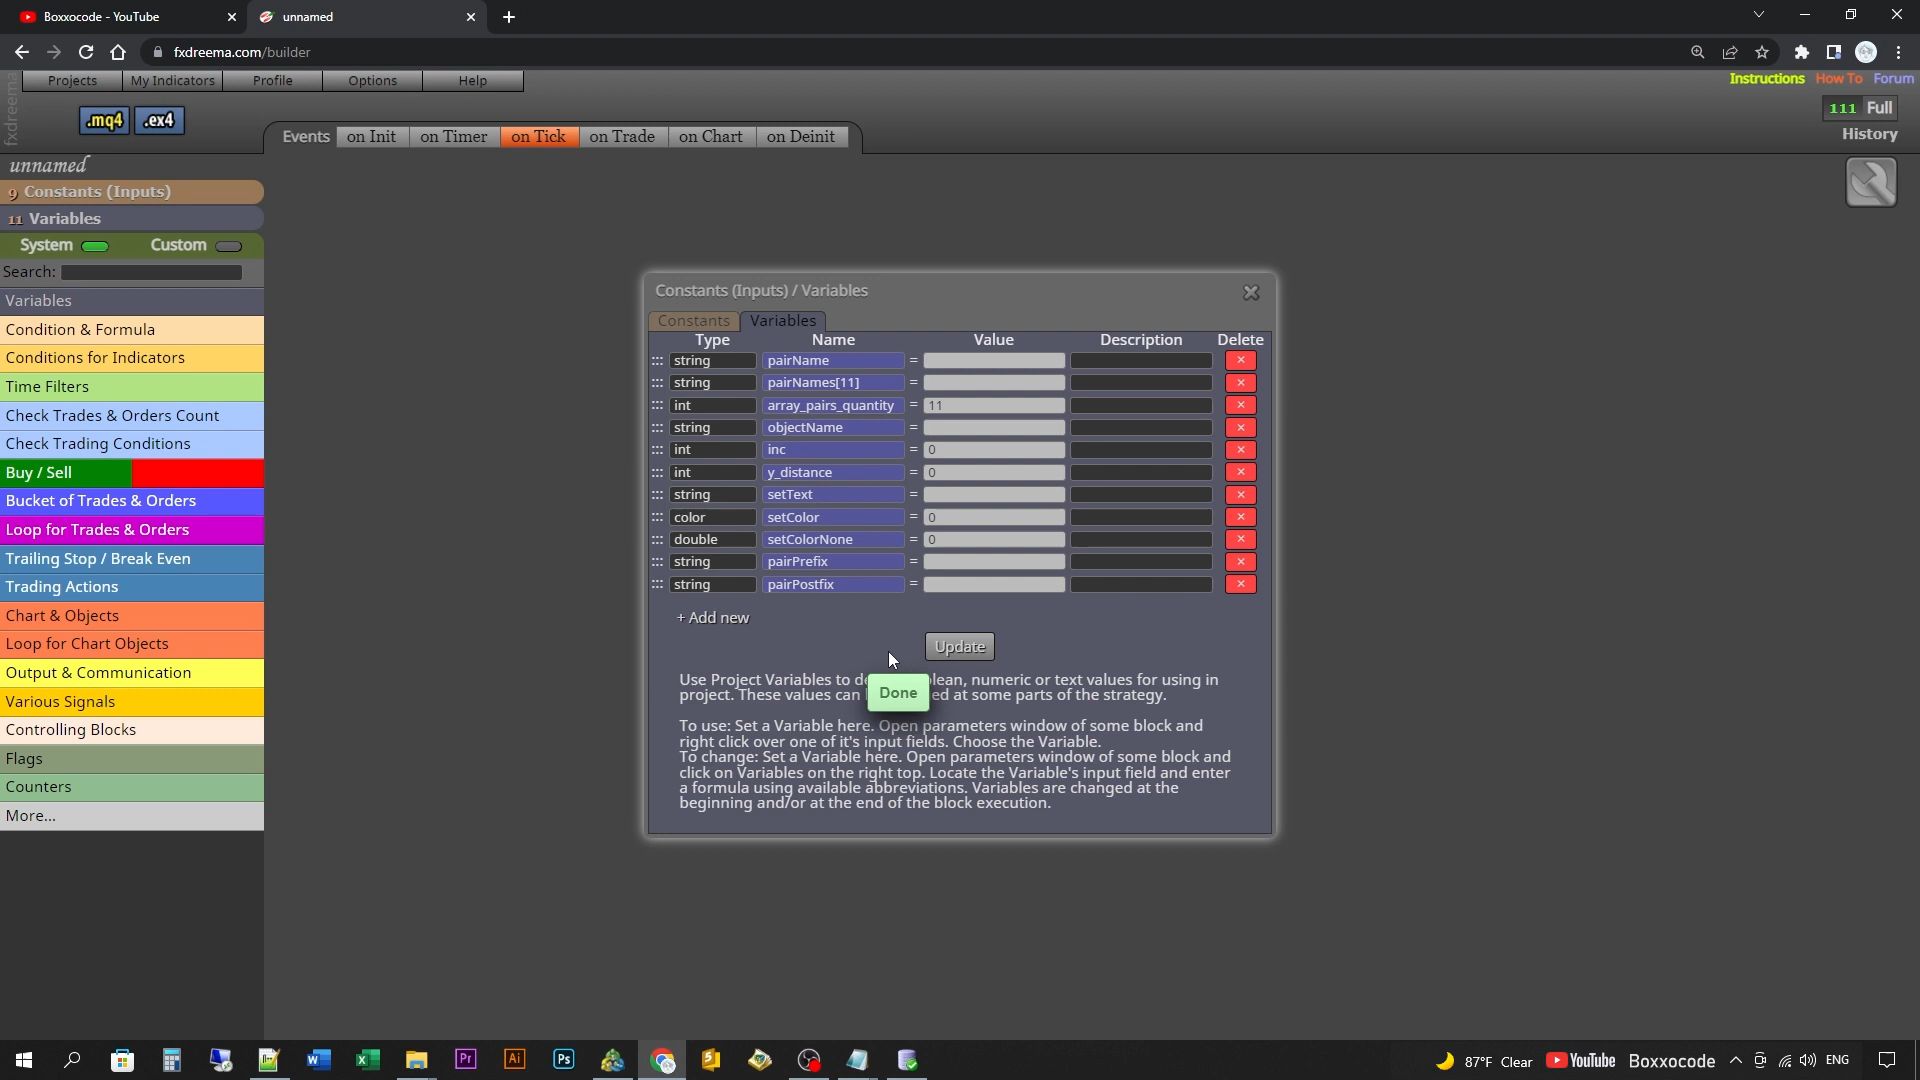 Boxxocode - YouTube
unnamed
fxdreema.com/builder
Projects My Indicators Profile Options Help
Instructions How To Forum
fxdreema
.mq4 .ex4
111 Full
Events on Init on Timer on Tick on Trade on Chart on Deinit
History
unnamed
9 Constants (Inputs)
11 Variables
System Custom
Search:
Variables
Condition & Formula
Conditions for Indicators
Time Filters
Check Trades & Orders Count
Check Trading Conditions
Buy / Sell
Bucket of Trades & Orders
Loop for Trades & Orders
Trailing Stop / Break Even
Trading Actions
Chart & Objects
Loop for Chart Objects
Output & Communication
Various Signals
Controlling Blocks
Flags
Counters
More...
Constants (Inputs) / Variables
Constants Variables
Type Name Value Description Delete
string pairName =
string pairNames[11] =
int array_pairs_quantity = 11
string objectName =
int inc = 0
int y_distance = 0
string setText =
color setColor = 0
double setColorNone = 0
string pairPrefix =
string pairPostfix =
+ Add new
Update
Use Project Variables to de lean, numeric or text values for using in
project. These values can ed at some parts of the strategy.
Done
To use: Set a Variable here. Open parameters window of some block and
right click over one of it's input fields. Choose the Variable.
To change: Set a Variable here. Open parameters window of some block and
click on Variables on the right top. Locate the Variable's input field and enter
a formula using available abbreviations. Variables are changed at the
beginning and/or at the end of the block execution.
Pr Ai Ps
87°F Clear YouTube Boxxocode ENG